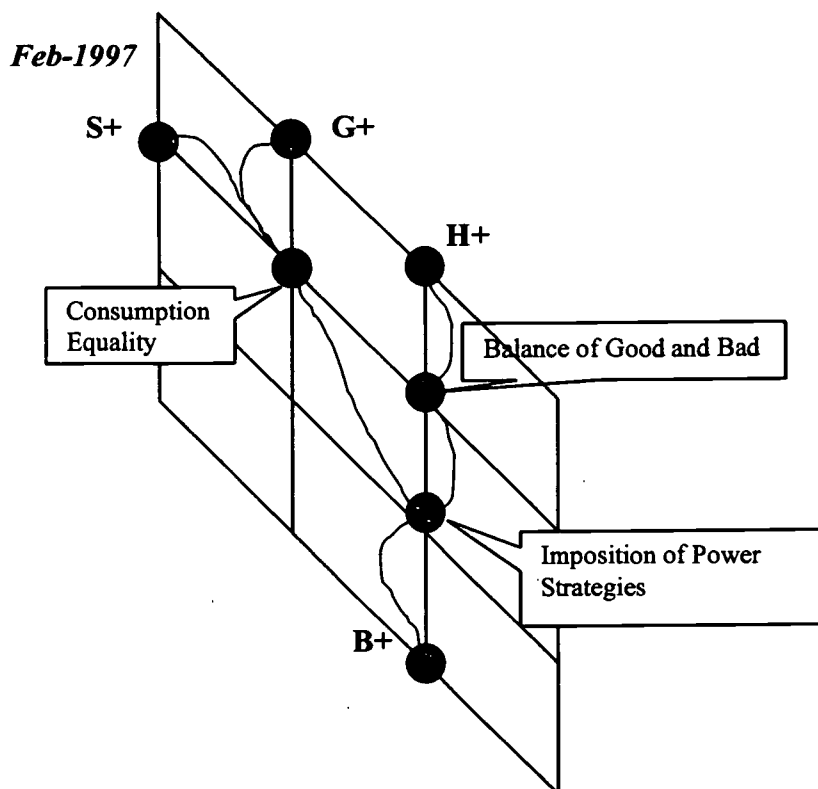 Feb-1997
S+
G+
H+
Consumption
Equality
Balance of Good and Bad
Imposition of Power
Strategies
B+